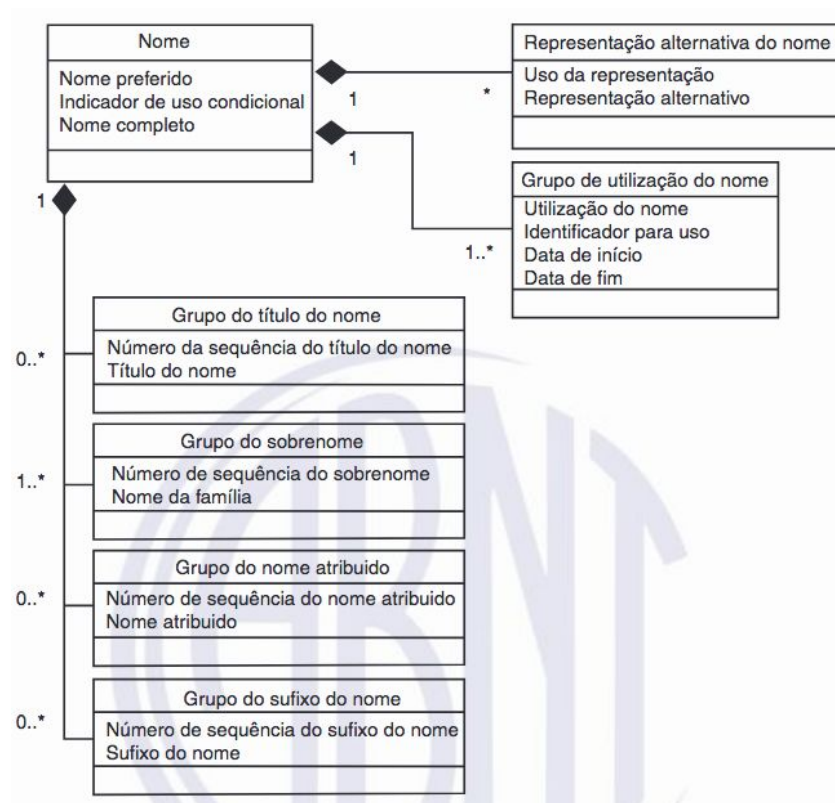 Nome
Nome preferido
Indicador de uso condicional
Nome completo
1
*
1
1
1..*
Representação alternativa do nome
Uso da representação
Representação alternativo
Grupo de utilização do nome
Utilização do nome
Identificador para uso
Data de início
Data de fim
Grupo do título do nome
0..*
Número da sequência do título do nome
Título do nome
Grupo do sobrenome
1..*
Número de sequência do sobrenome
Nome da família
Grupo do nome atribuido
0..*
Número de sequência do nome atribuido
Nome atribuido
Grupo do sufixo do nome
0..*
Número de sequência do sufixo do nome
Sufixo do nome
ABNT